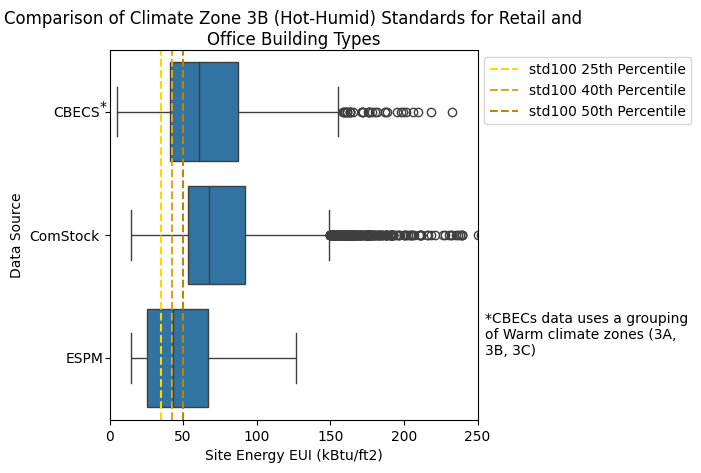 Comparison of Climate Zone 3B (Hot-Humid) Standards for Retail and
Office Building Types
std100 25th Percentile
std100 40th Percentile
std100 50th Percentile
CBECS*
ComStock
ESPM
Data Source
*CBECs data uses a grouping
of Warm climate zones (3A,
3B, 3C)
0 50 100 150 200 250
Site Energy EUI (kBtu/ft2)